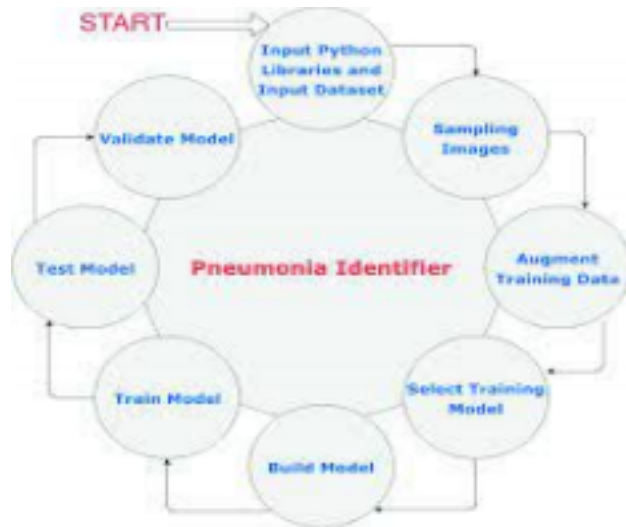 START
Input Python
Libraries and
Input Dataset
Sampling
Images
Augment
Training Data
Select Training
Model
Build Model
Train Model
Test Model
Validate Model
Pneumonia Identifier